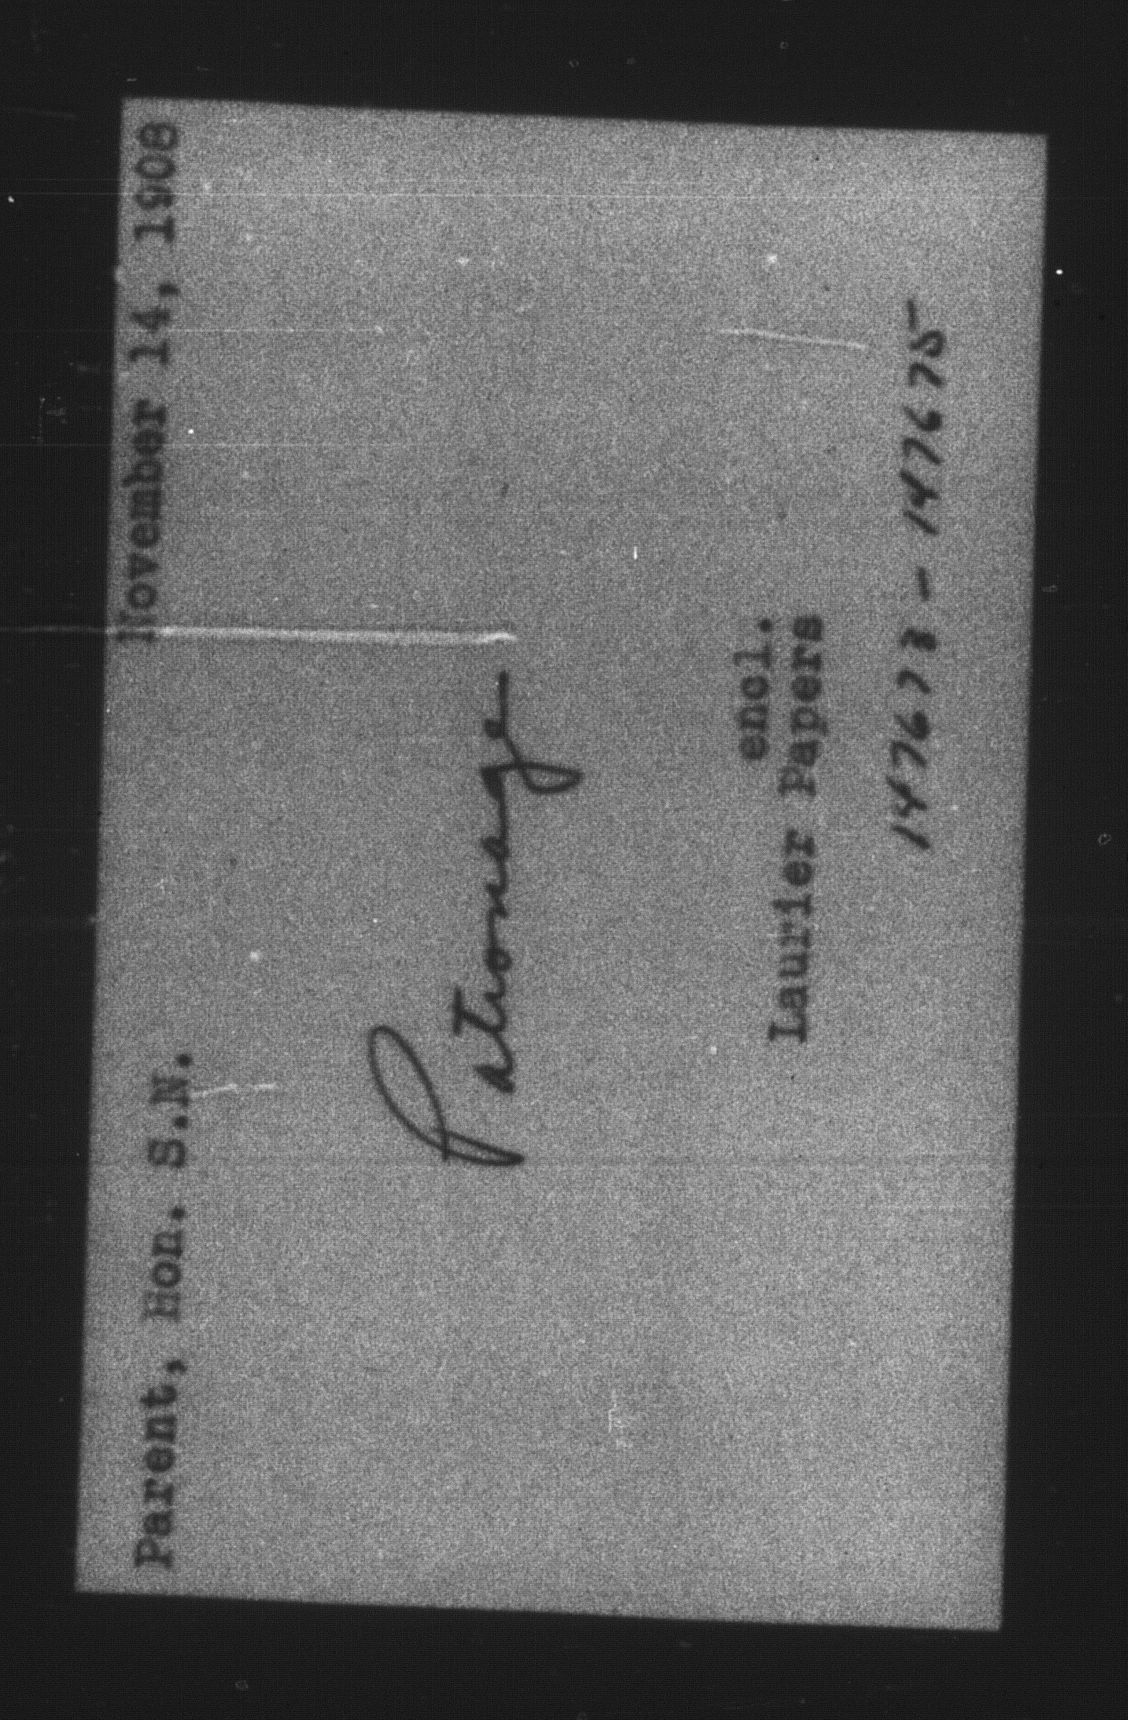 Parent, Hon. S.N. November 14, 1908
Patronage
encl.
Laurier Papers
147673 - 147675